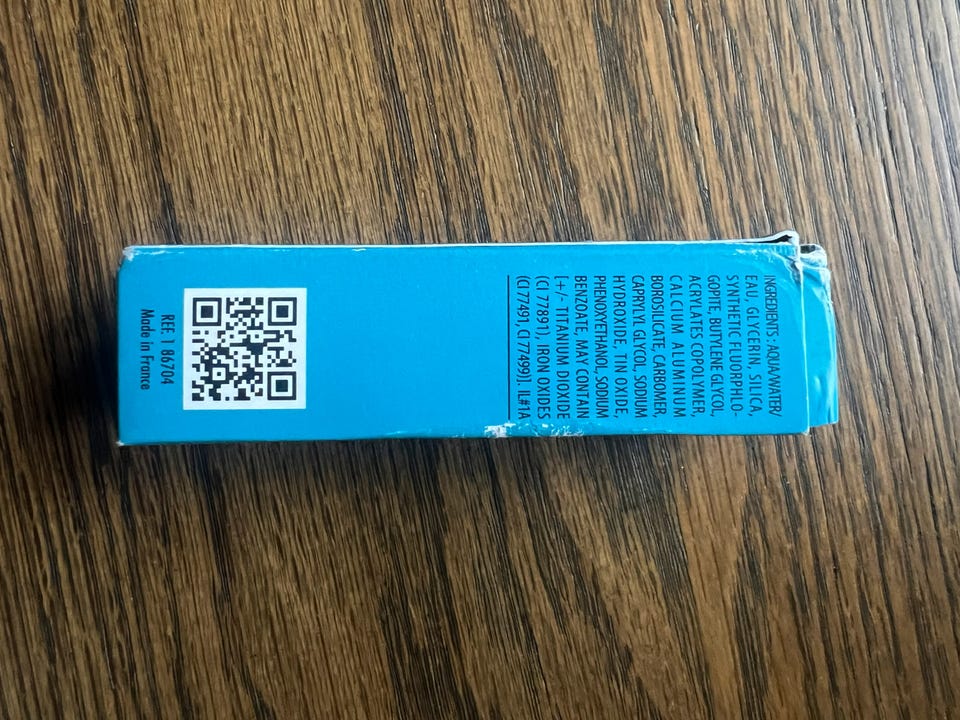 INGREDIENTS : AQUA/WATER/
EAU, GLYCERIN, SILICA,
SYNTHETIC FLUORPHLO-
GOPITE, BUTYLENE GLYCOL,
ACRYLATES COPOLYMER,
CALCIUM ALUMINUM
BOROSILICATE, CARBOMER,
CAPRYLYL GLYCOL, SODIUM
HYDROXIDE, TIN OXIDE,
PHENOXYETHANOL, SODIUM
BENZOATE, MAY CONTAIN
[+/- TITANIUM DIOXIDE
(CI 77891), IRON OXIDES
(CI 77491, CI 77499)]. IL#1A
REF. 1 86704
Made in France